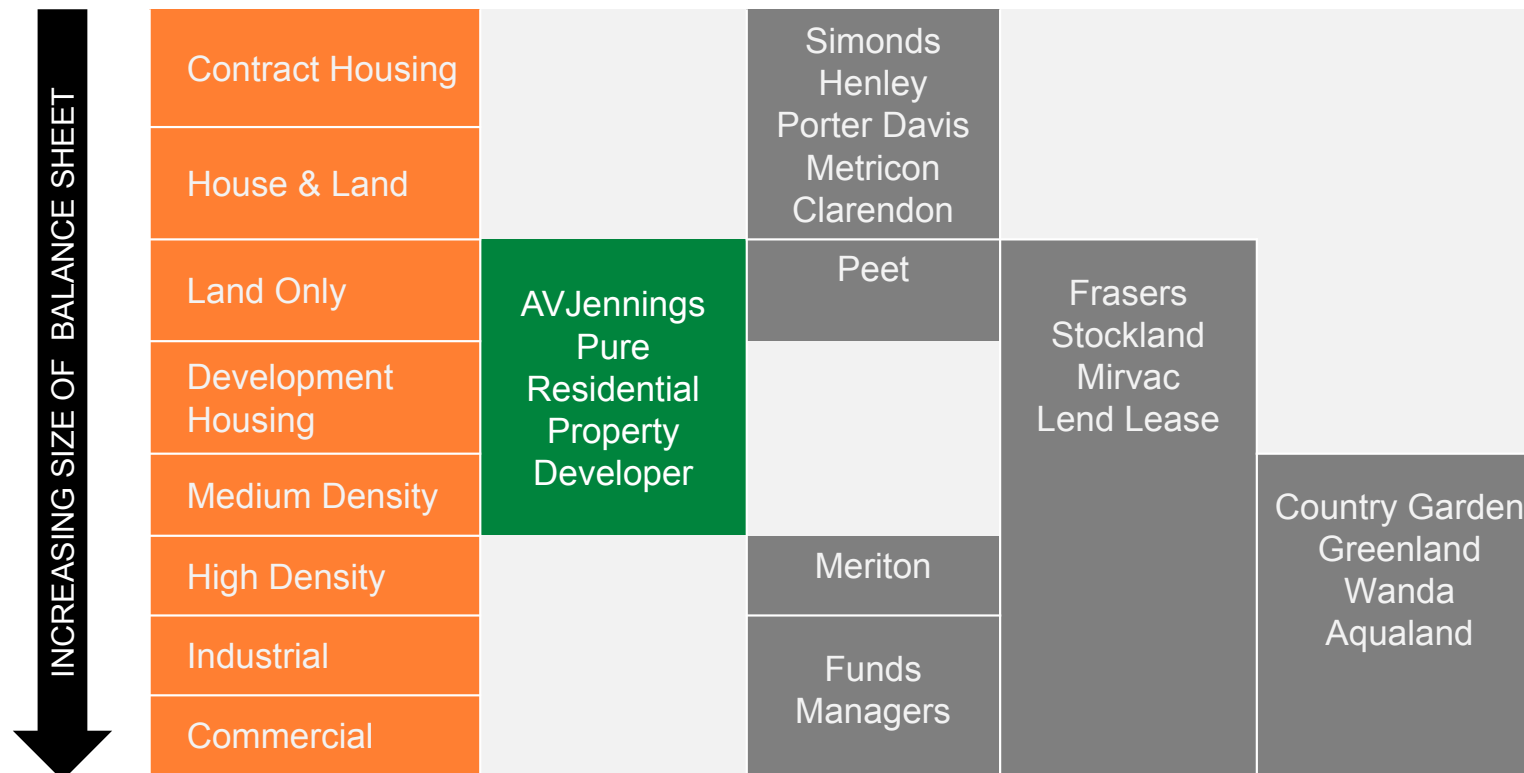 INCREASING SIZE OF BALANCE SHEET
Contract Housing
House & Land
Land Only
Development
Housing
Medium Density
High Density
Industrial
Commercial
AVJennings
Pure
Residential
Property
Developer
Simonds
Henley
Porter Davis
Metricon
Clarendon
Peet
Meriton
Funds
Managers
Frasers
Stockland
Mirvac
Lend Lease
Country Garden
Greenland
Wanda
Aqualand